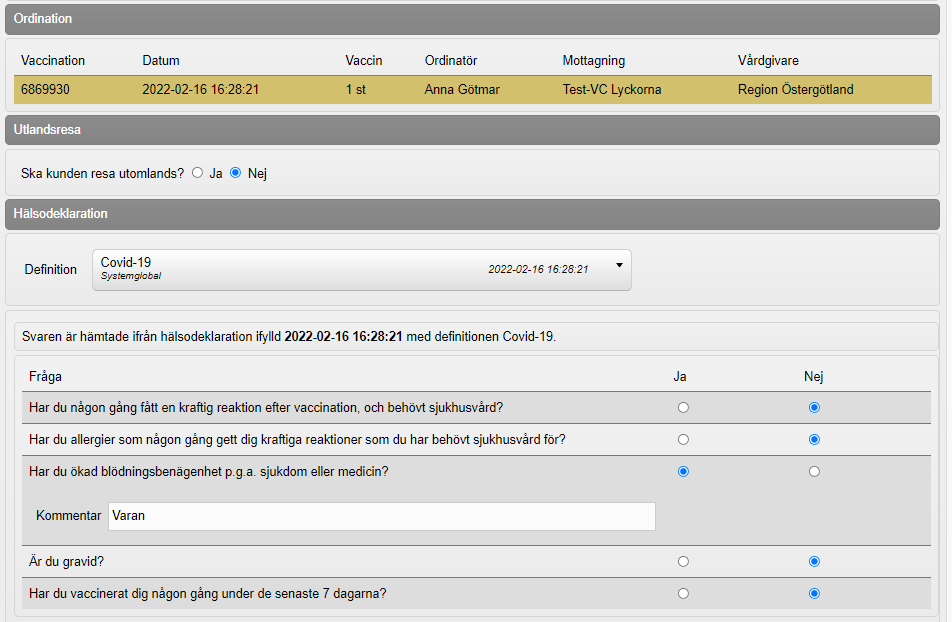 Ordination
Vaccination Datum Vaccin Ordinatör Mottagning Vårdgivare
6869930 2022-02-16 16:28:21 1 st Anna Götmar Test-VC Lyckorna Region Östergötland
Utlandsresa
Ska kunden resa utomlands? Ja Nej
Hälsodeklaration
Definition Covid-19 2022-02-16 16:28:21
Systemglobal
Svaren är hämtade ifrån hälsodeklaration ifylld 2022-02-16 16:28:21 med definitionen Covid-19.
Fråga Ja Nej
Har du någon gång fått en kraftig reaktion efter vaccination, och behövt sjukhusvård?
Har du allergier som någon gång gett dig kraftiga reaktioner som du har behövt sjukhusvård för?
Har du ökad blödningsbenägenhet p.g.a. sjukdom eller medicin?
Kommentar Varan
Är du gravid?
Har du vaccinerat dig någon gång under de senaste 7 dagarna?